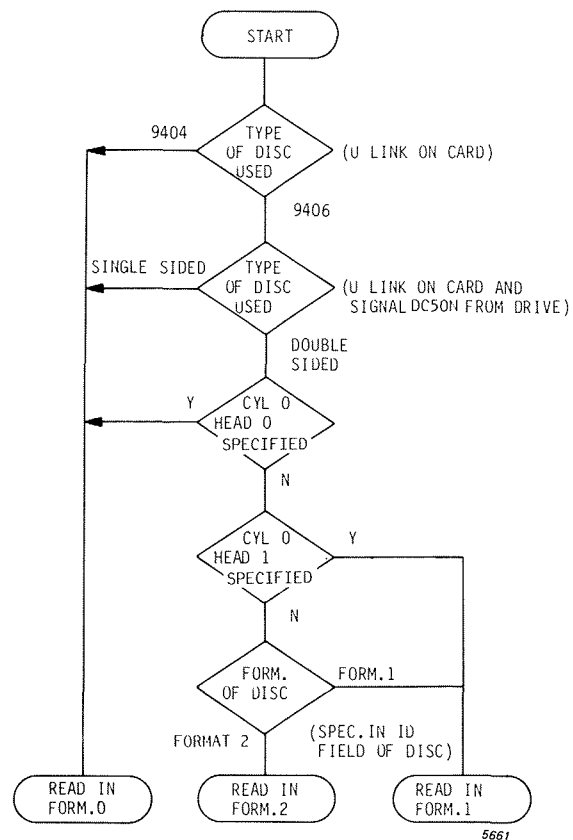 START
9404
TYPE
OF DISC
USED
(U LINK ON CARD)
9406
SINGLE SIDED
TYPE
OF DISC
USED
(U LINK ON CARD AND
SIGNAL DC5ON FROM DRIVE)
DOUBLE
SIDED
Y
CYL 0
HEAD 0
SPECIFIED
N
CYL 0
HEAD 1
SPECIFIED
Y
N
FORM.
OF DISC
FORM.1
FORMAT 2
(SPEC.IN ID
FIELD OF DISC)
READ IN
FORM.0
READ IN
FORM.2
READ IN
FORM.1
5661